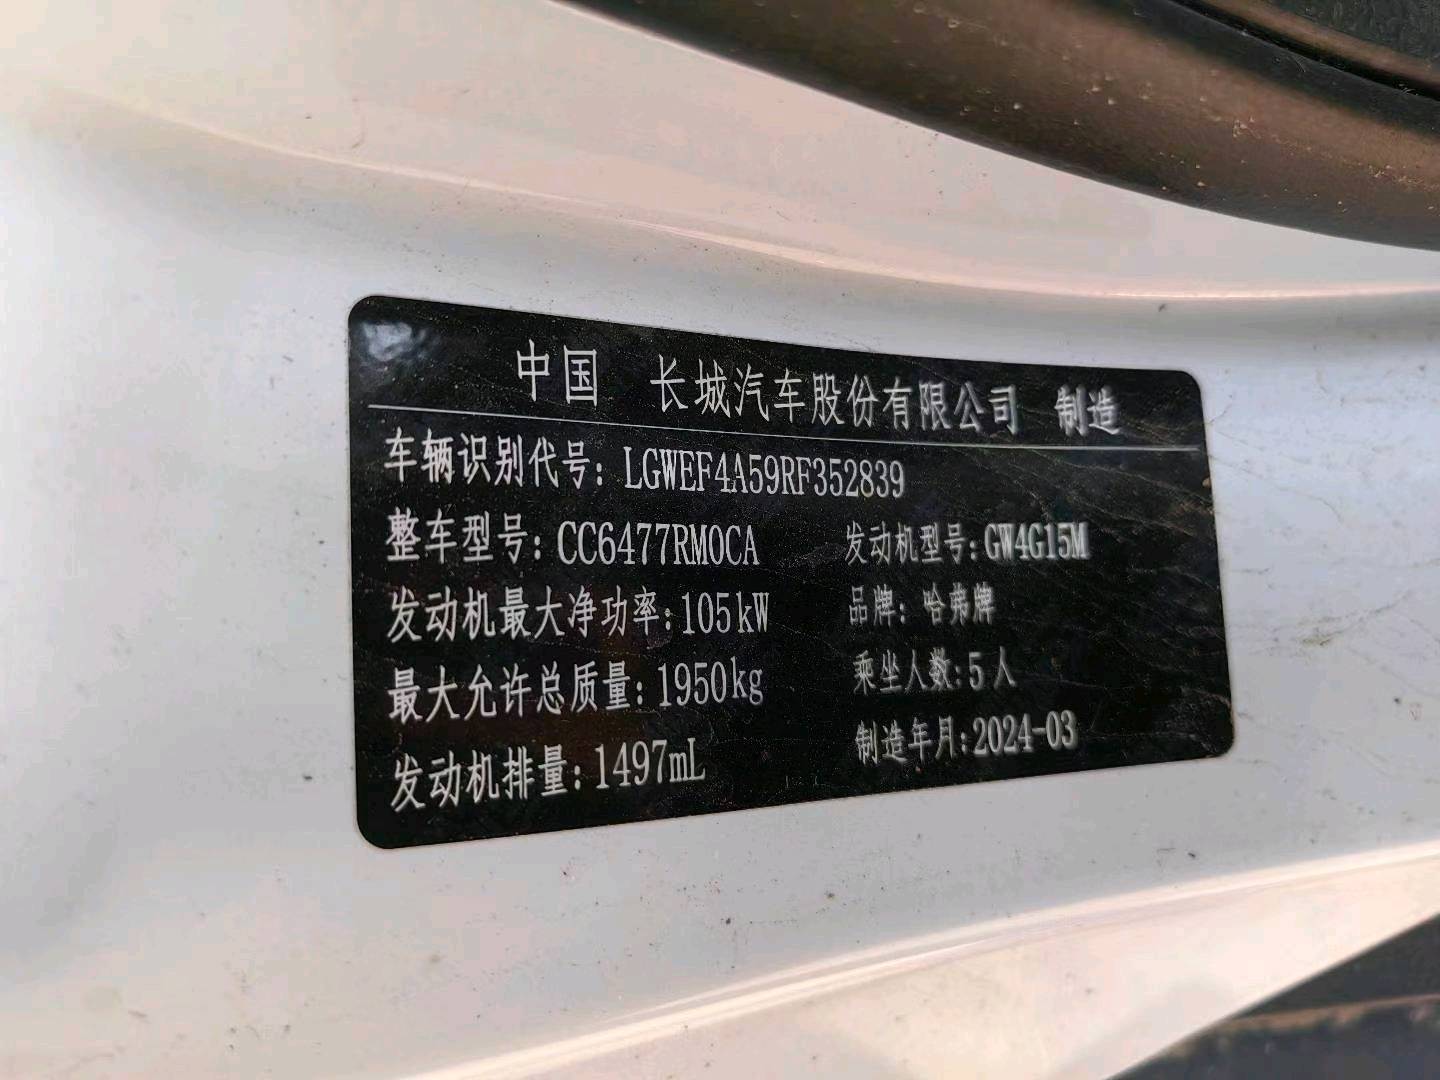 中国 长城汽车股份有限公司 制造
车辆识别代号: LGWEF4A59RF352839
整车型号: CC6477RM0CA 发动机型号: GW4G15M
发动机最大净功率: 105kW 品牌: 哈弗牌
最大允许总质量: 1950kg 乘坐人数: 5人
发动机排量: 1497mL 制造年月: 2024-03